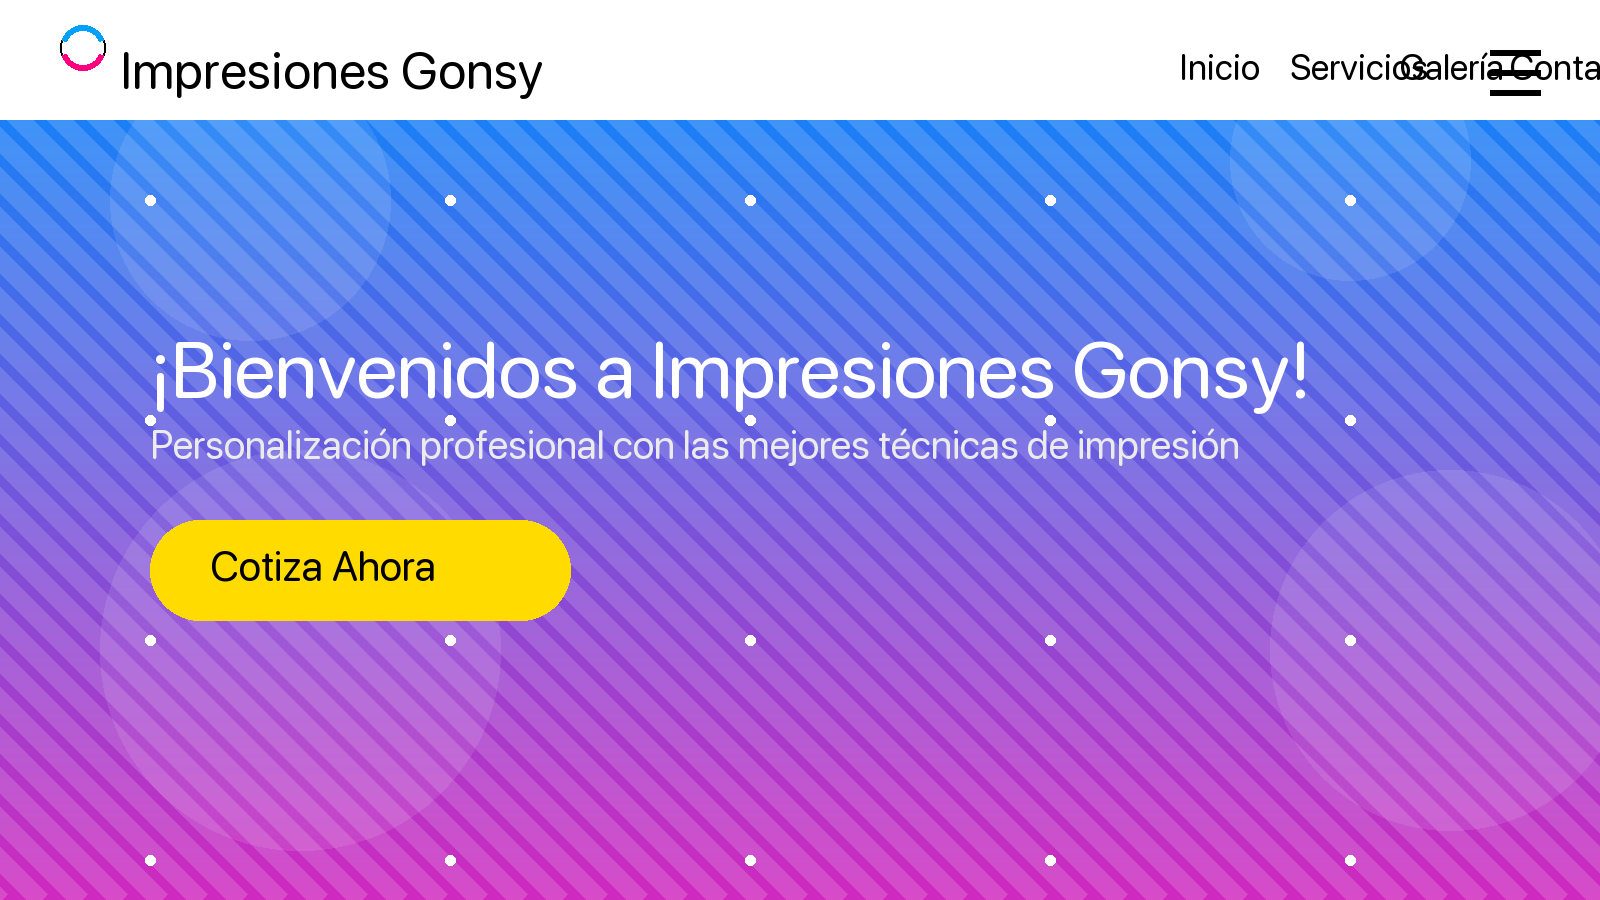 Impresiones Gonsy
Inicio Servicios Galería Conta
¡Bienvenidos a Impresiones Gonsy!
Personalización profesional con las mejores técnicas de impresión
Cotiza Ahora